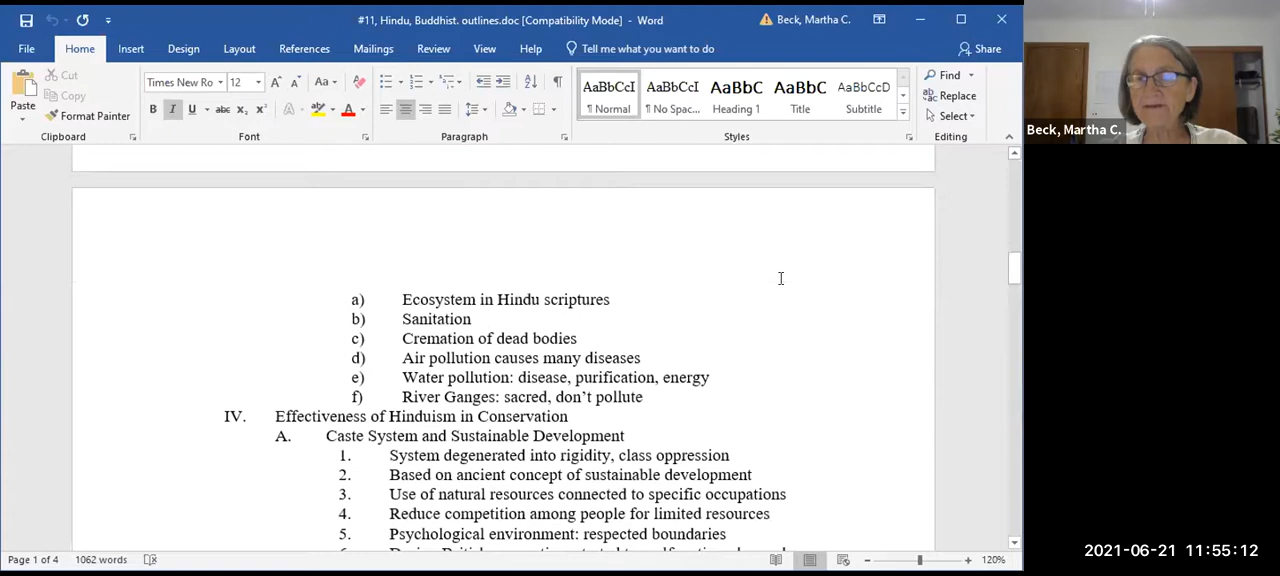 #11, Hindu, Buddhist. outlines.doc [Compatibility Mode] - Word
Beck, Martha C.
File Home Insert Design Layout References Mailings Review View Help Tell me what you want to do Share
Paste
Cut
Copy
Format Painter
Clipboard
Times New Ro 12
Font
Paragraph
AaBbCcI AaBbCcI AaBbC AaBbC AaBbCcD
¶ Normal ¶ No Spac... Heading 1 Title Subtitle
Styles
Find
Replace
Select
Editing
Beck, Martha C.
a) Ecosystem in Hindu scriptures
b) Sanitation
c) Cremation of dead bodies
d) Air pollution causes many diseases
e) Water pollution: disease, purification, energy
f) River Ganges: sacred, don’t pollute
IV. Effectiveness of Hinduism in Conservation
A. Caste System and Sustainable Development
1. System degenerated into rigidity, class oppression
2. Based on ancient concept of sustainable development
3. Use of natural resources connected to specific occupations
4. Reduce competition among people for limited resources
5. Psychological environment: respected boundaries
Page 1 of 4 1062 words
120%
2021-06-21 11:55:12